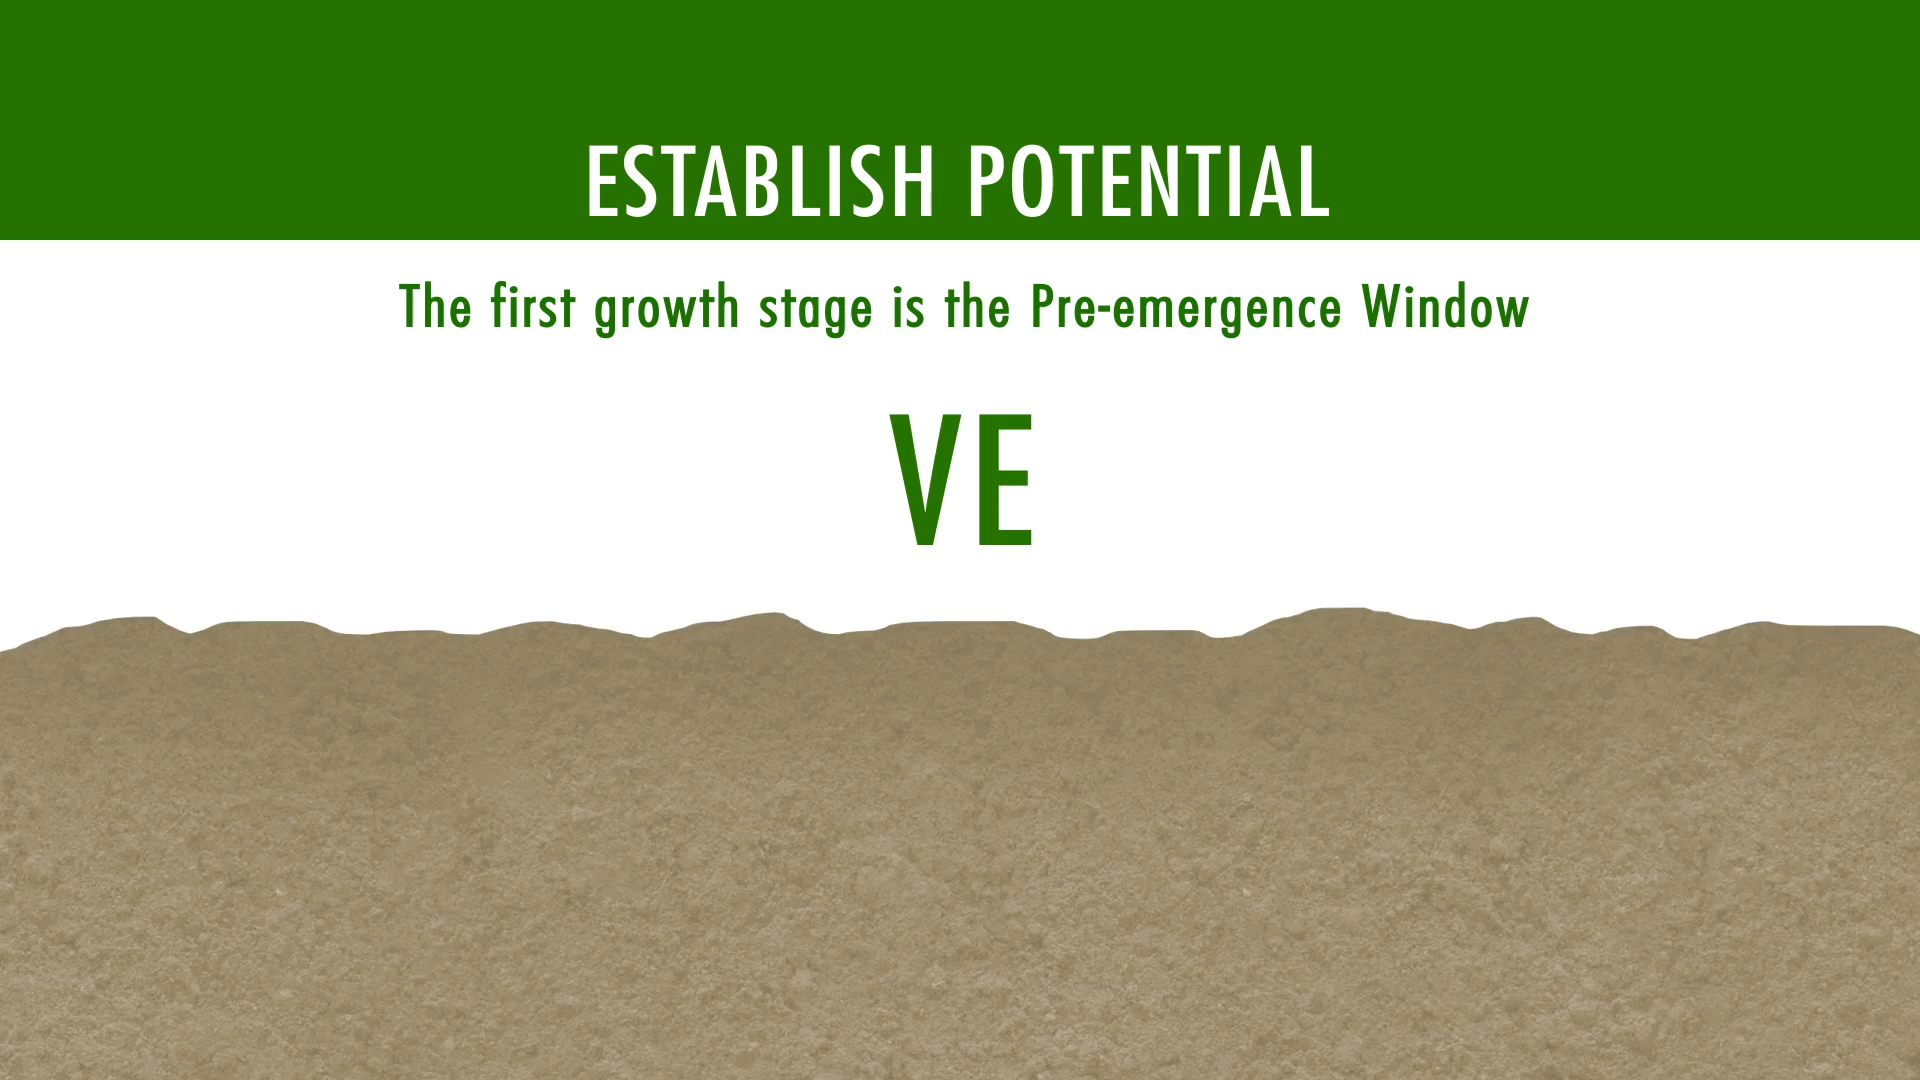 ESTABLISH POTENTIAL
The first growth stage is the Pre-emergence Window
VE